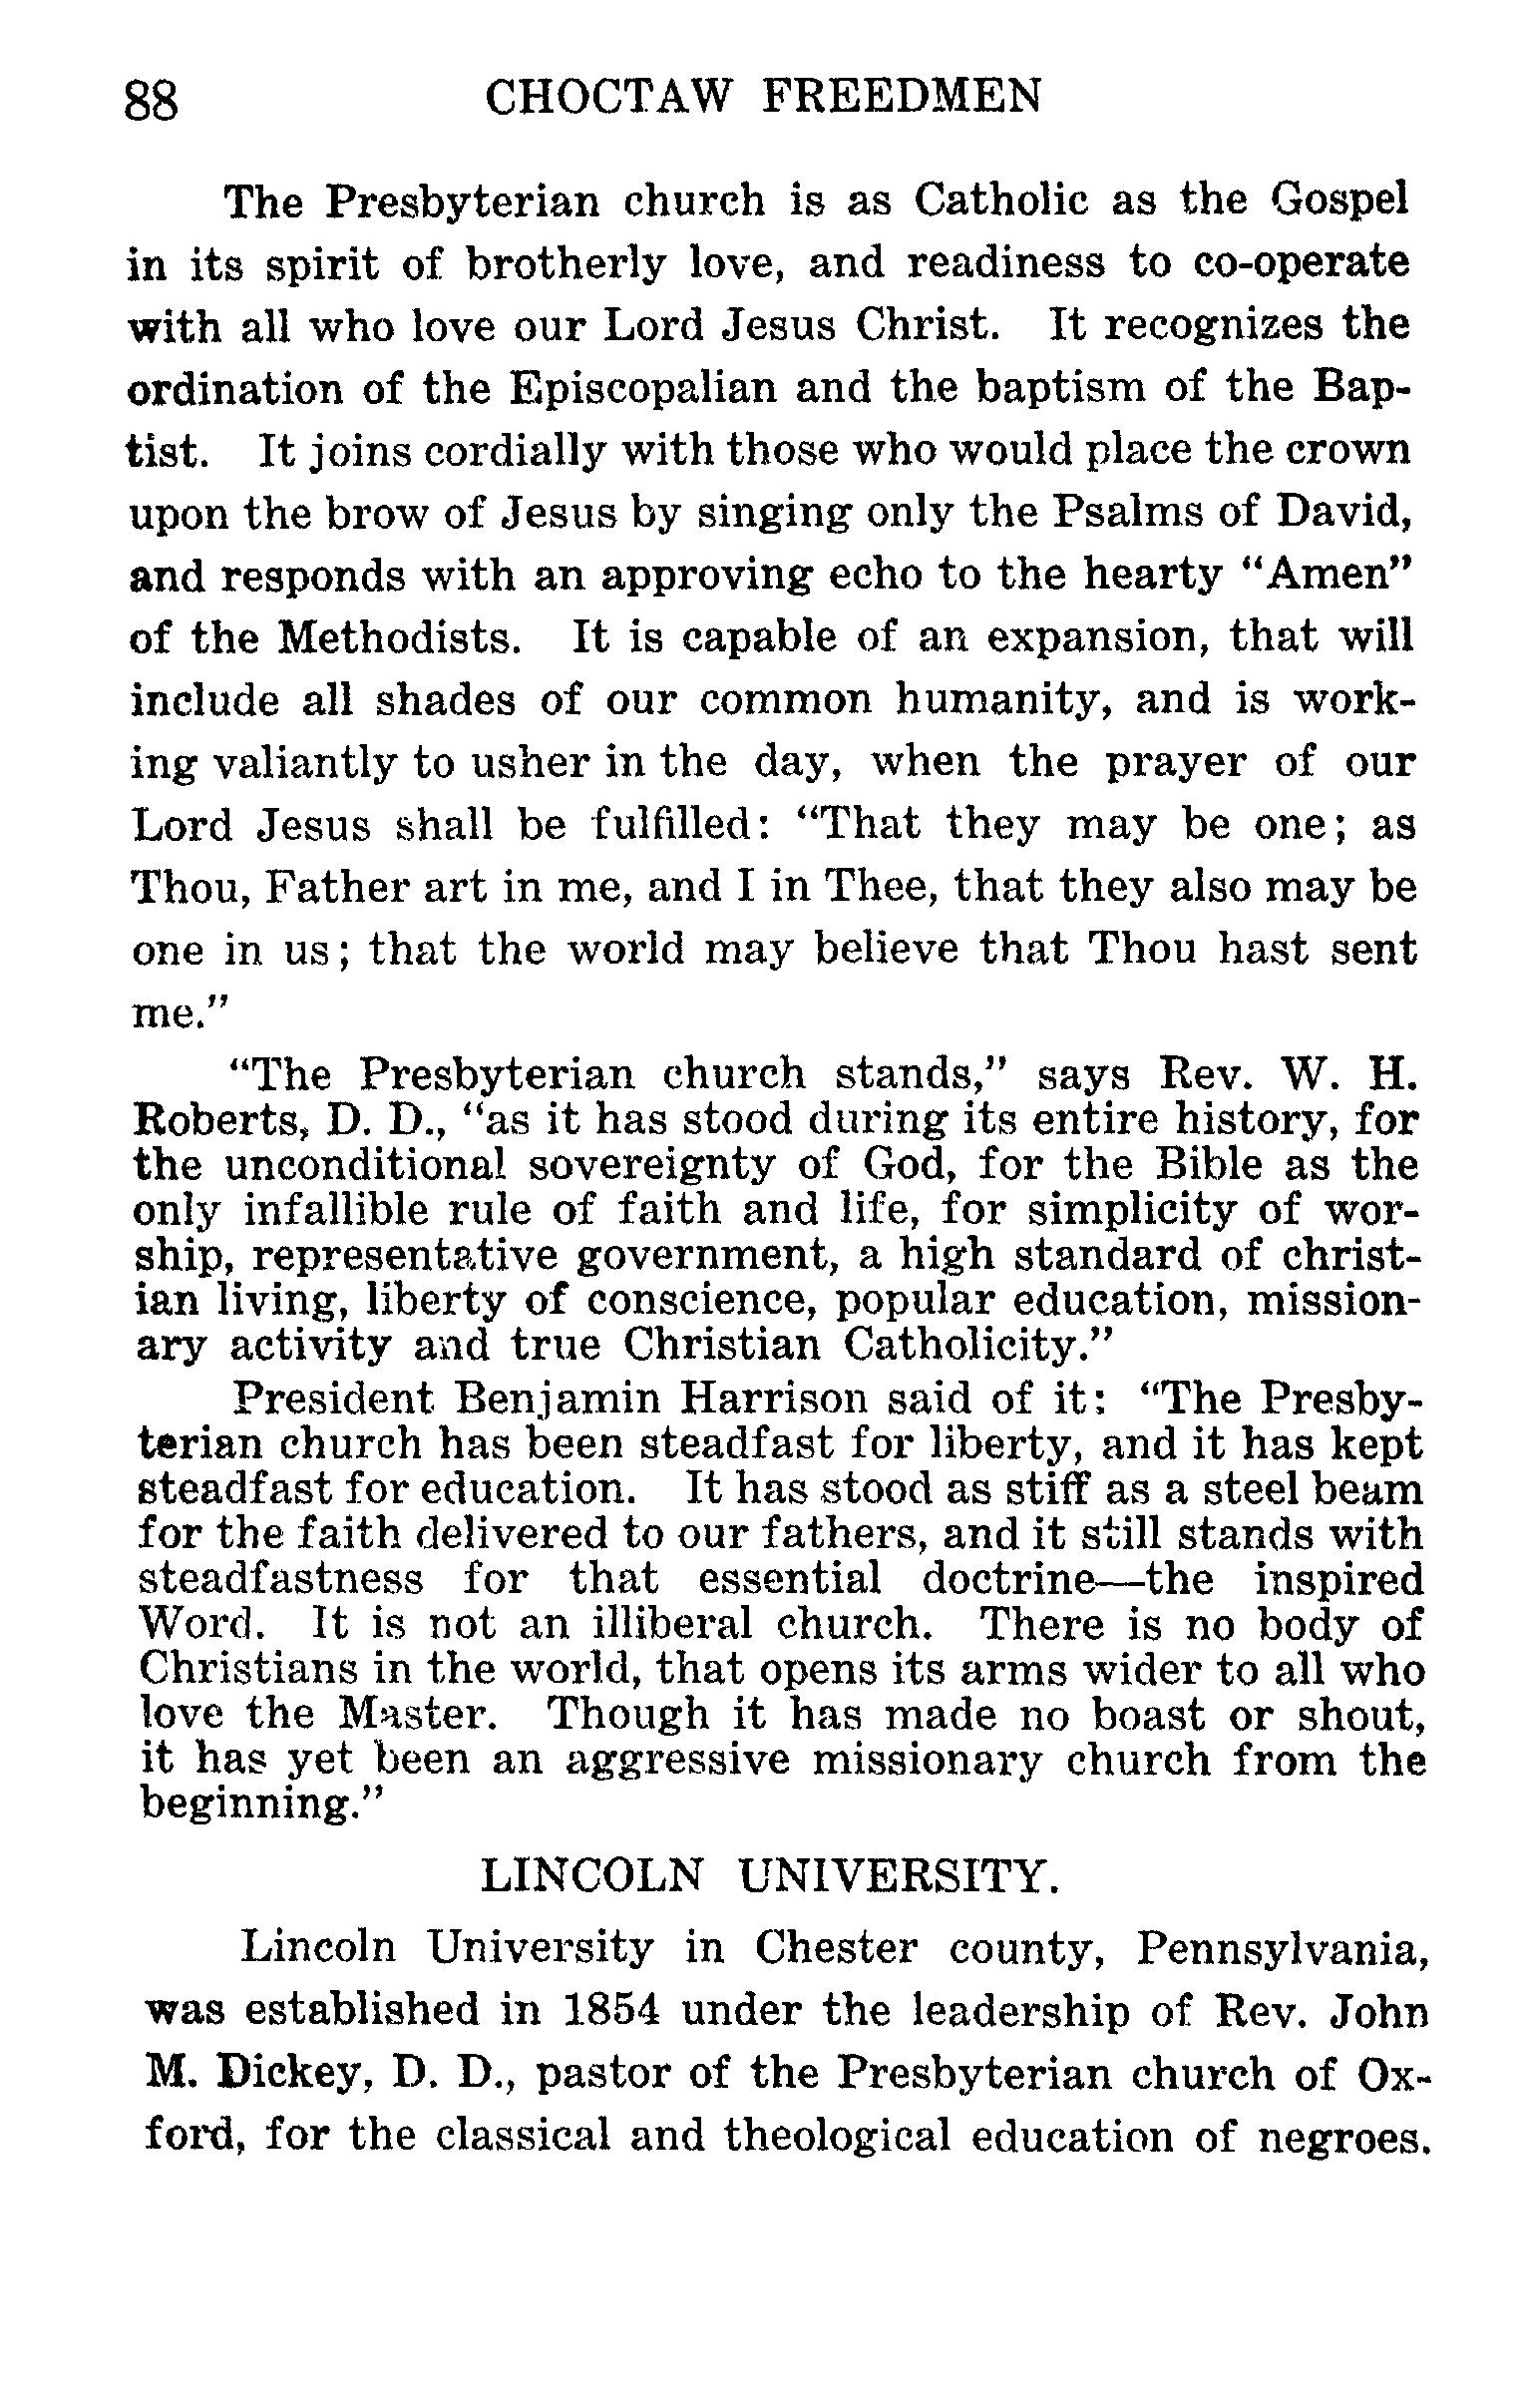 88 CHOCTAW FREEDMEN
The Presbyterian church is as Catholic as the Gospel
in its spirit of brotherly love, and readiness to co-operate
with all who love our Lord Jesus Christ. It recognizes the
ordination of the Episcopalian and the baptism of the Bap-
tist. It joins cordially with those who would place the crown
upon the brow of Jesus by singing only the Psalms of David,
and responds with an approving echo to the hearty "Amen"
of the Methodists. It is capable of an expansion, that will
include all shades of our common humanity, and is work-
ing valiantly to usher in the day, when the prayer of our
Lord Jesus shall be fulfilled: "That they may be one; as
Thou, Father art in me, and I in Thee, that they also may be
one in us; that the world may believe that Thou hast sent
me."
"The Presbyterian church stands," says Rev. W. H.
Roberts, D. D., "as it has stood during its entire history, for
the unconditional sovereignty of God, for the Bible as the
only infallible rule of faith and life, for simplicity of wor-
ship, representative government, a high standard of christ-
ian living, liberty of conscience, popular education, mission-
ary activity and true Christian Catholicity."
President Benjamin Harrison said of it: "The Presby-
terian church has been steadfast for liberty, and it has kept
steadfast for education. It has stood as stiff as a steel beam
for the faith delivered to our fathers, and it still stands with
steadfastness for that essential doctrine—the inspired
Word. It is not an illiberal church. There is no body of
Christians in the world, that opens its arms wider to all who
love the Master. Though it has made no boast or shout,
it has yet been an aggressive missionary church from the
beginning."
LINCOLN UNIVERSITY.
Lincoln University in Chester county, Pennsylvania,
was established in 1854 under the leadership of Rev. John
M. Dickey, D. D., pastor of the Presbyterian church of Ox-
ford, for the classical and theological education of negroes.